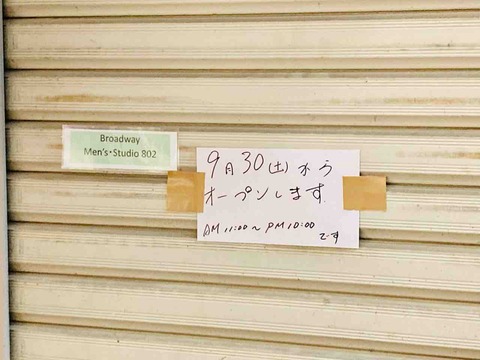 Broadway
Men's・Studio 802
9月30(土)から
オープンします
AM 11:00〜PM 10:00
です